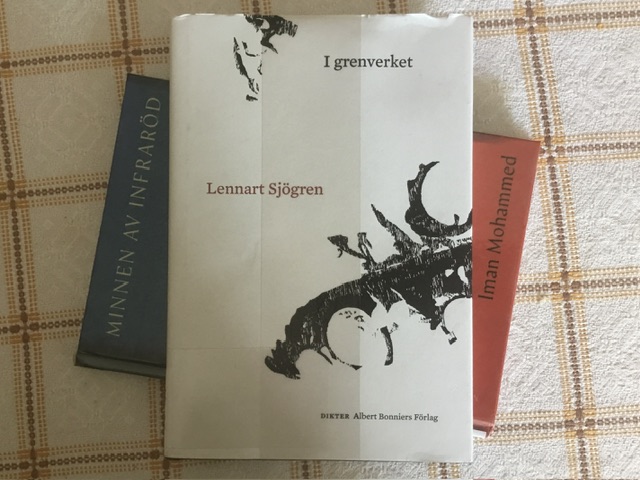 I grenverket
Lennart Sjögren
DIKTER Albert Bonniers Förlag
MINNEN AV INFRARÖD
Iman Mohammed